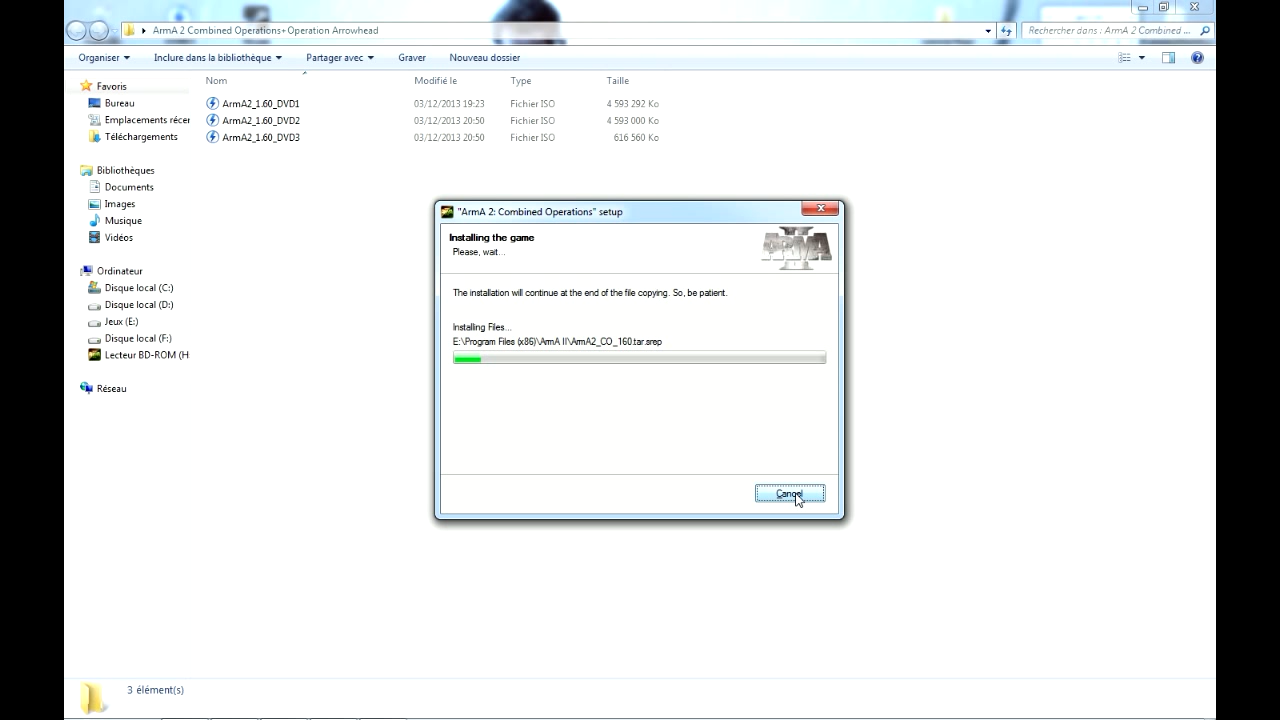 ArmA 2 Combined Operations+Operation Arrowhead
Rechercher dans : ArmA 2 Combined ...
Organiser Inclure dans la bibliothèque Partager avec Graver Nouveau dossier
Nom Modifié le Type Taille
Favoris
Bureau
Emplacements récer
Téléchargements
Bibliothèques
Documents
Images
Musique
Vidéos
Ordinateur
Disque local (C:)
Disque local (D:)
Jeux (E:)
Disque local (F:)
Lecteur BD-ROM (H
Réseau
ArmA2_1.60_DVD1 03/12/2013 19:23 Fichier ISO 4 593 292 Ko
ArmA2_1.60_DVD2 03/12/2013 20:50 Fichier ISO 4 593 000 Ko
ArmA2_1.60_DVD3 03/12/2013 20:50 Fichier ISO 616 560 Ko
"ArmA 2: Combined Operations" setup
Installing the game
Please, wait...
ARMA II
The installation will continue at the end of the file copying. So, be patient.
Installing Files...
E:\Program Files (x86)\ArmA II\ArmA2_CO_160.tar.srep
Cancel
3 élément(s)